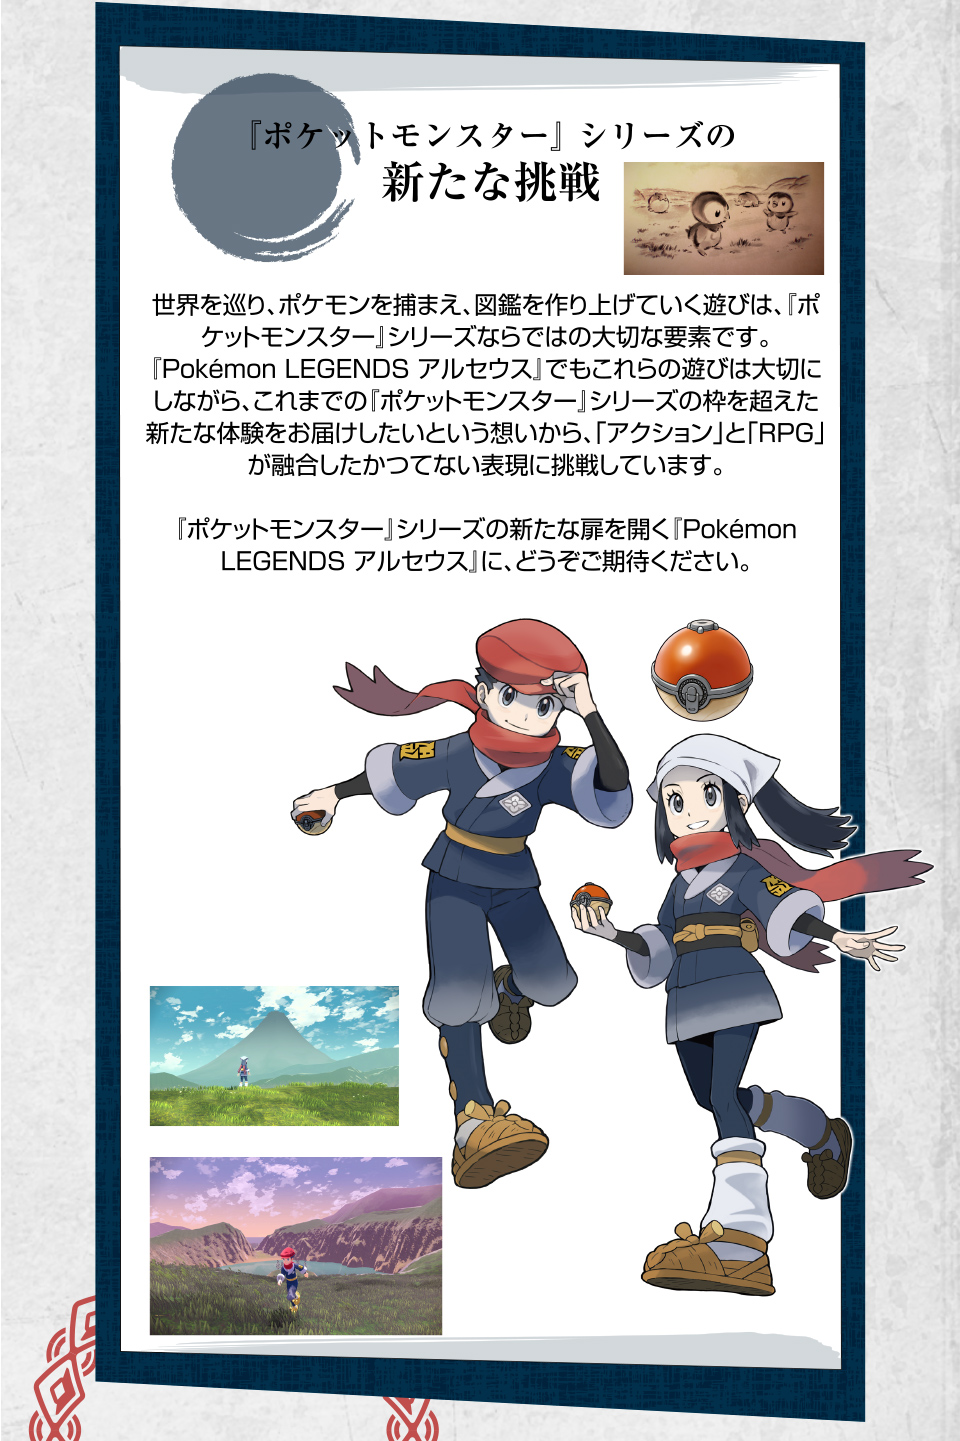 『ポケットモンスター』シリーズの
新たな挑戦
世界を巡り、ポケモンを捕まえ、図鑑を作り上げていく遊びは、『ポ
ケットモンスター』シリーズならではの大切な要素です。
『Pokémon LEGENDS アルセウス』でもこれらの遊びは大切に
しながら、これまでの『ポケットモンスター』シリーズの枠を超えた
新たな体験をお届けしたいという想いから、「アクション」と「RPG」
が融合したかつてない表現に挑戦しています。
『ポケットモンスター』シリーズの新たな扉を開く『Pokémon
LEGENDS アルセウス』に、どうぞご期待ください。